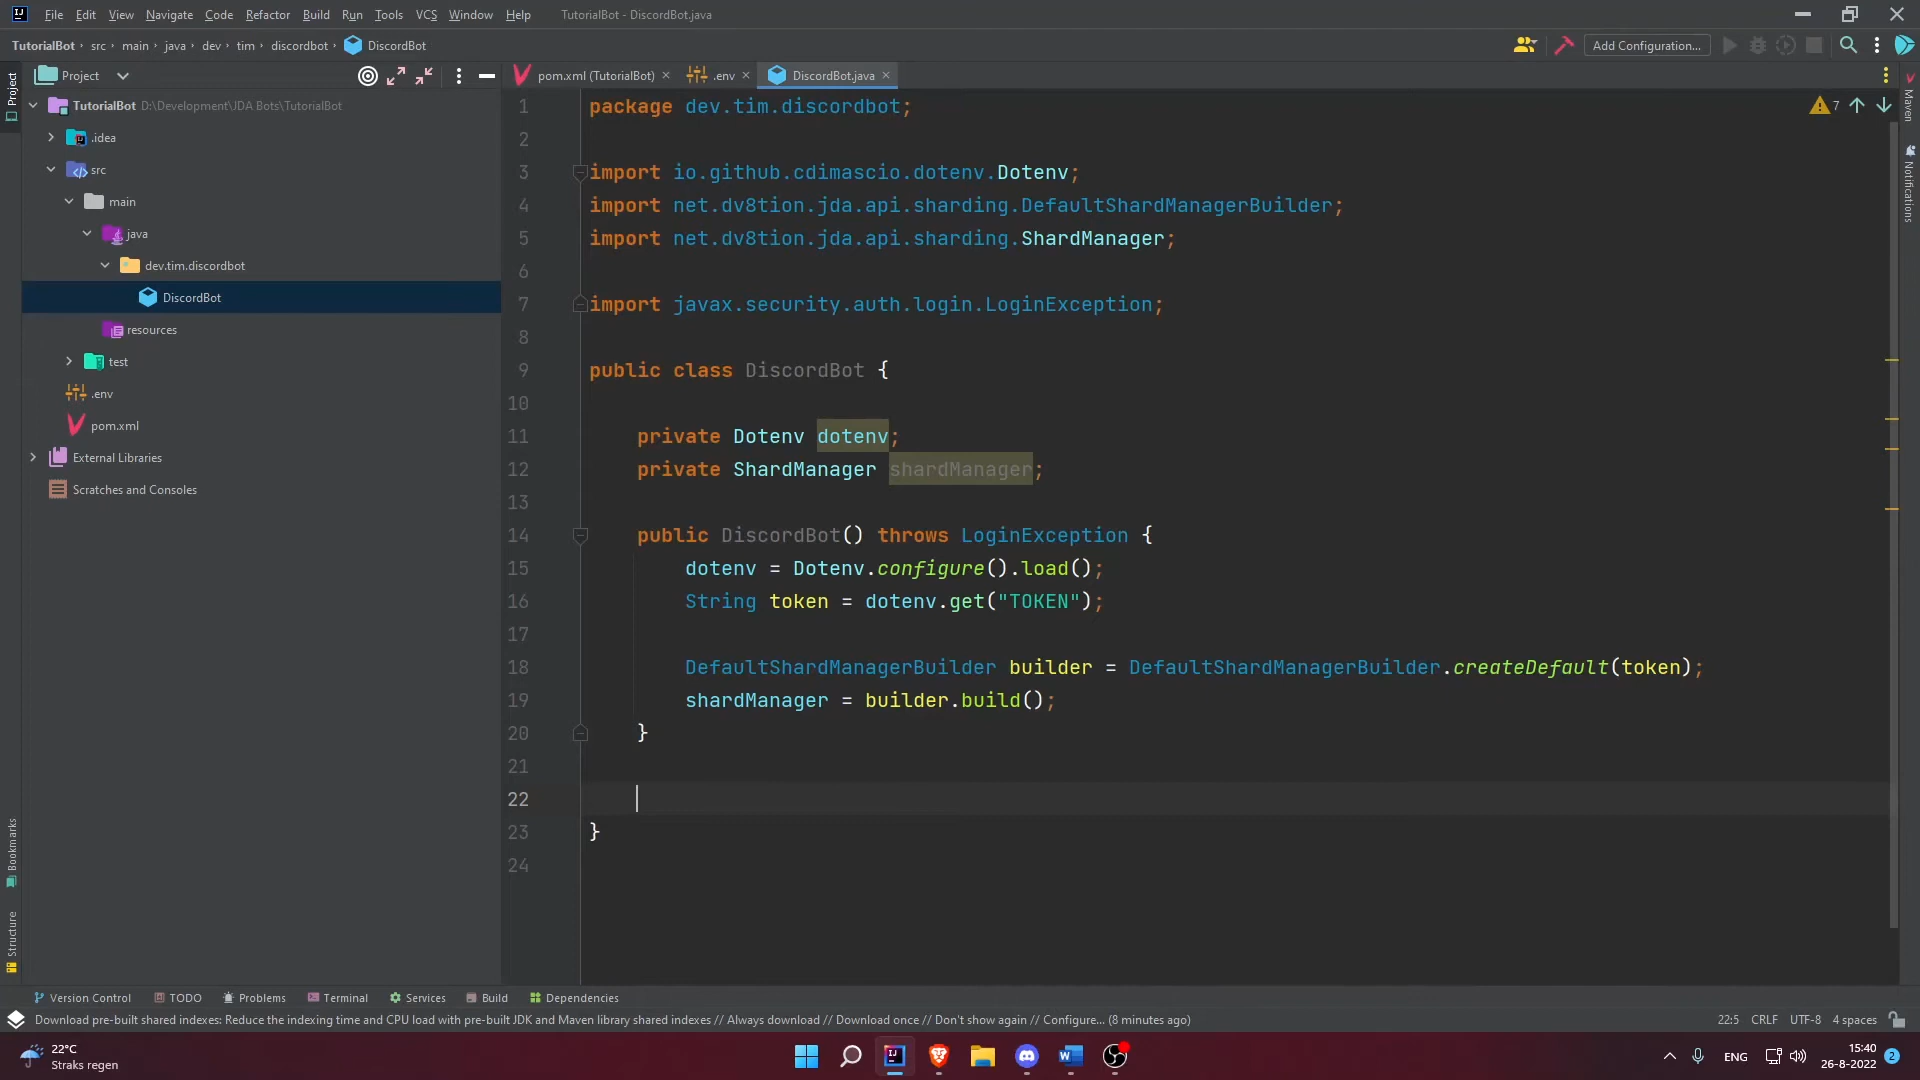 File Edit View Navigate Code Refactor Build Run Tools VCS Window Help TutorialBot - DiscordBot.java
TutorialBot src main java dev tim discordbot DiscordBot
Add Configuration...
Project
pom.xml (TutorialBot)
.env
DiscordBot.java
TutorialBot D:\Development\JDA Bots\TutorialBot
.idea
src
main
java
dev.tim.discordbot
DiscordBot
resources
test
.env
pom.xml
External Libraries
Scratches and Consoles
Project
Bookmarks
Structure
1 package dev.tim.discordbot;
2
3 import io.github.cdimascio.dotenv.Dotenv;
4 import net.dv8tion.jda.api.sharding.DefaultShardManagerBuilder;
5 import net.dv8tion.jda.api.sharding.ShardManager;
6
7 import javax.security.auth.login.LoginException;
8
9 public class DiscordBot {
10
11 private Dotenv dotenv;
12 private ShardManager shardManager;
13
14 public DiscordBot() throws LoginException {
15 dotenv = Dotenv.configure().load();
16 String token = dotenv.get("TOKEN");
17
18 DefaultShardManagerBuilder builder = DefaultShardManagerBuilder.createDefault(token);
19 shardManager = builder.build();
20 }
21
22
23 }
24
7
Maven
Notifications
Version Control TODO Problems Terminal Services Build Dependencies
Download pre-built shared indexes: Reduce the indexing time and CPU load with pre-built JDK and Maven library shared indexes // Always download // Download once // Don't show again // Configure... (8 minutes ago)
22:5 CRLF UTF-8 4 spaces
22°C
Straks regen
ENG
15:40
26-8-2022
2